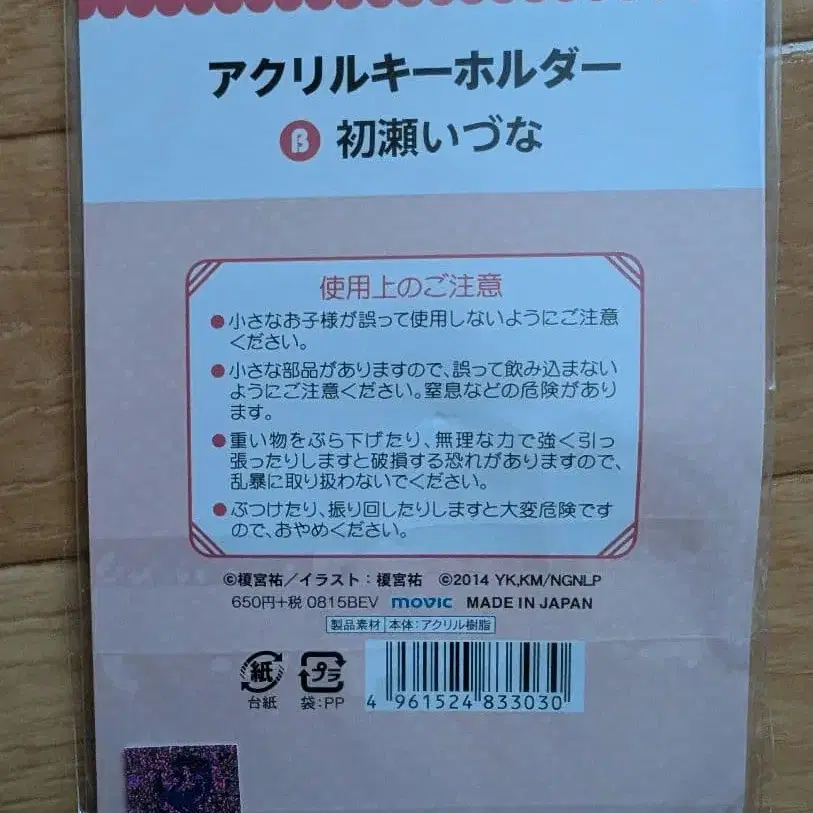 アクリルキーホルダー
B 初瀬いづな
使用上のご注意
●小さなお子様が誤って使用しないようにご注意
ください。
●小さな部品がありますので、誤って飲み込まない
ようにご注意ください。窒息などの危険があり
ます。
●重い物をぶら下げたり、無理な力で強く引っ
張ったりしますと破損する恐れがありますので、
乱暴に取り扱わないでください。
●ぶつけたり、振り回したりしますと大変危険です
ので、おやめください。
©榎宮祐／イラスト：榎宮祐 ©2014 YK,KM/NGNLP
650円+税 0815BEV movic MADE IN JAPAN
製品素材 本体：アクリル樹脂
紙 プラ
台紙 袋：PP
4 961524 833030